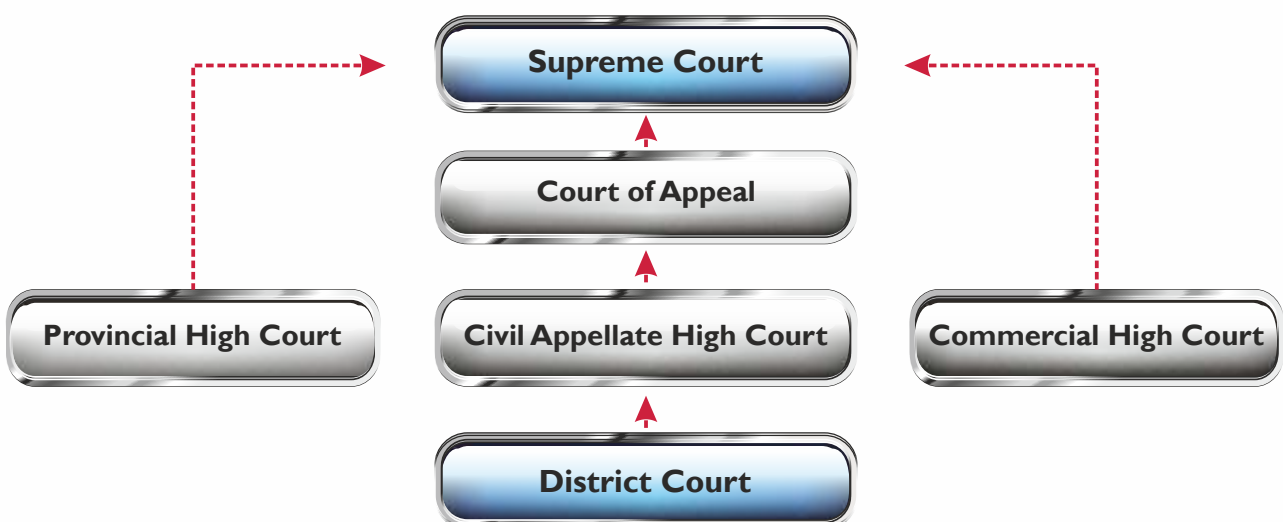 Supreme Court
Court of Appeal
Provincial High Court
Civil Appellate High Court
Commercial High Court
District Court